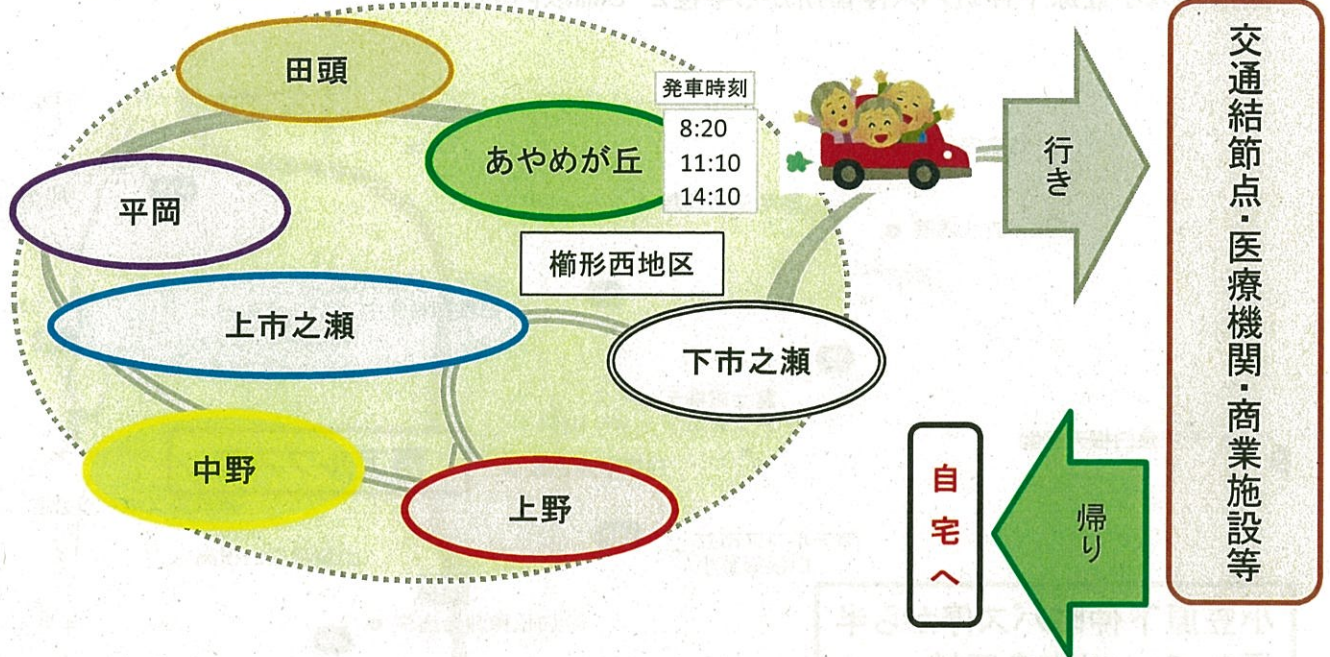 田頭
発車時刻
あやめが丘
8:20
11:10
14:10
平岡
櫛形西地区
上市之瀬
下市之瀬
中野
上野
行き
交通結節点・医療機関・商業施設等
帰り
自宅へ